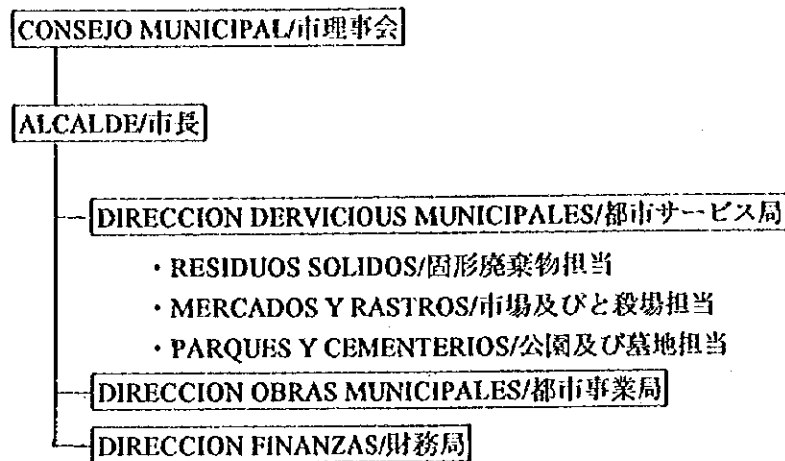 CONSEJO MUNICIPAL/市理事会
ALCALDE/市長
DIRECCION DERVICIOUS MUNICIPALES/都市サービス局
・RESIDUOS SOLIDOS/固形廃棄物担当
・MERCADOS Y RASTROS/市場及びと殺場担当
・PARQUES Y CEMENTERIOS/公園及び墓地担当
DIRECCION OBRAS MUNICIPALES/都市事業局
DIRECCION FINANZAS/財務局